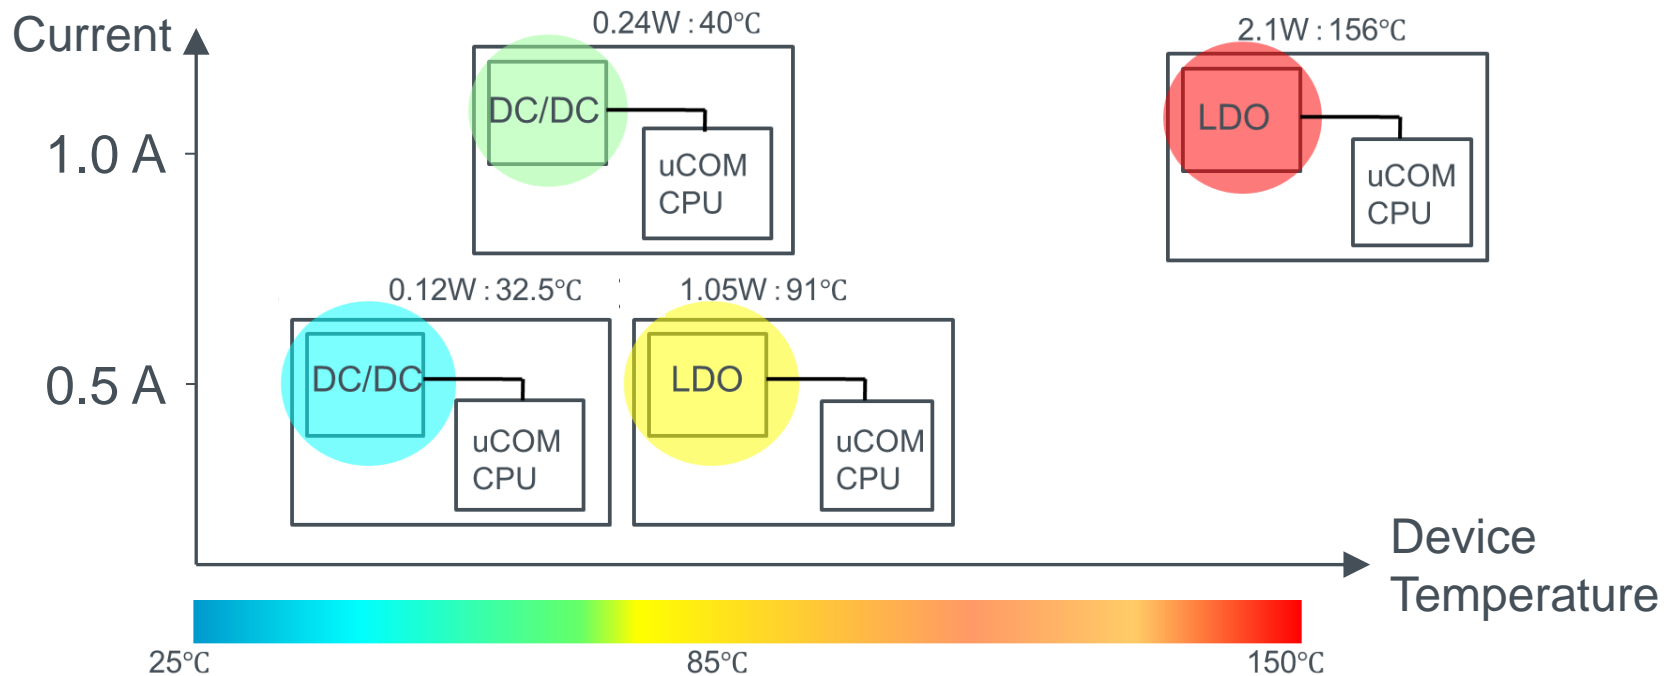 Current
0.24W : 40℃
2.1W : 156℃
DC/DC
LDO
1.0 A
uCOM
CPU
uCOM
CPU
0.12W : 32.5℃
1.05W : 91℃
0.5 A
DC/DC
LDO
uCOM
CPU
uCOM
CPU
Device
Temperature
25℃
85℃
150℃